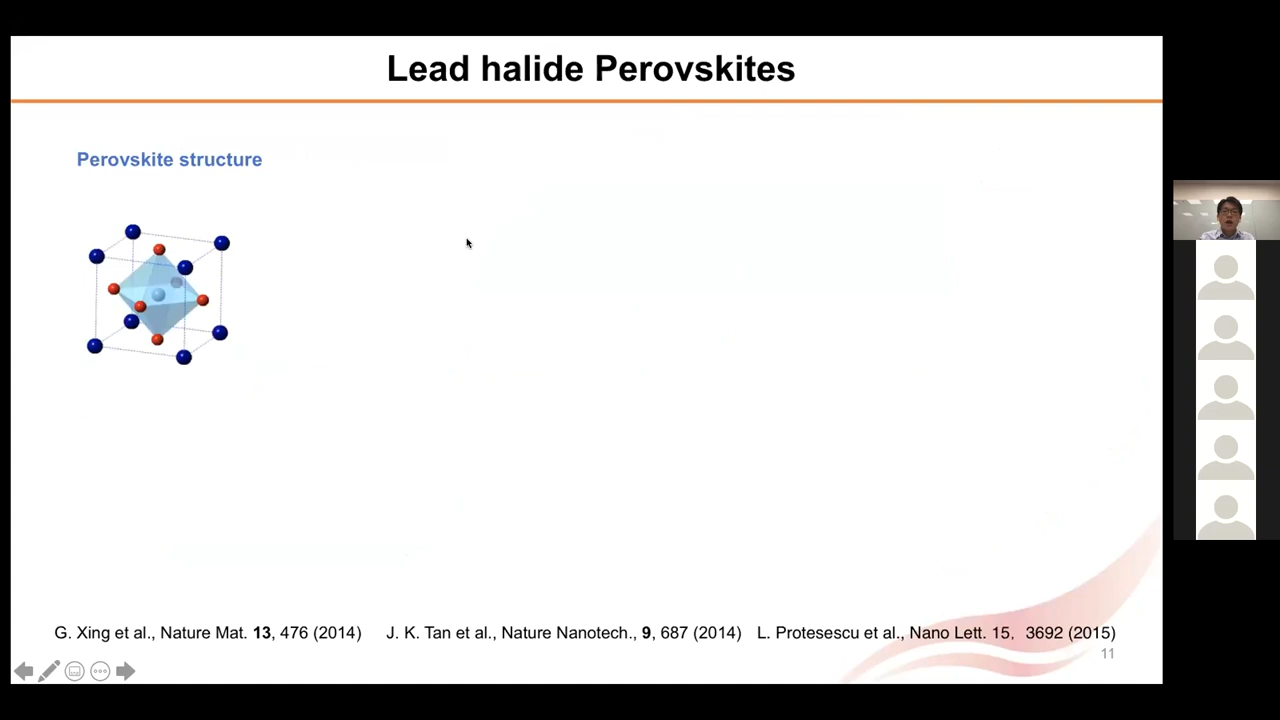 Lead halide Perovskites
Perovskite structure
G. Xing et al., Nature Mat. 13, 476 (2014) J. K. Tan et al., Nature Nanotech., 9, 687 (2014) L. Protesescu et al., Nano Lett. 15, 3692 (2015)
11